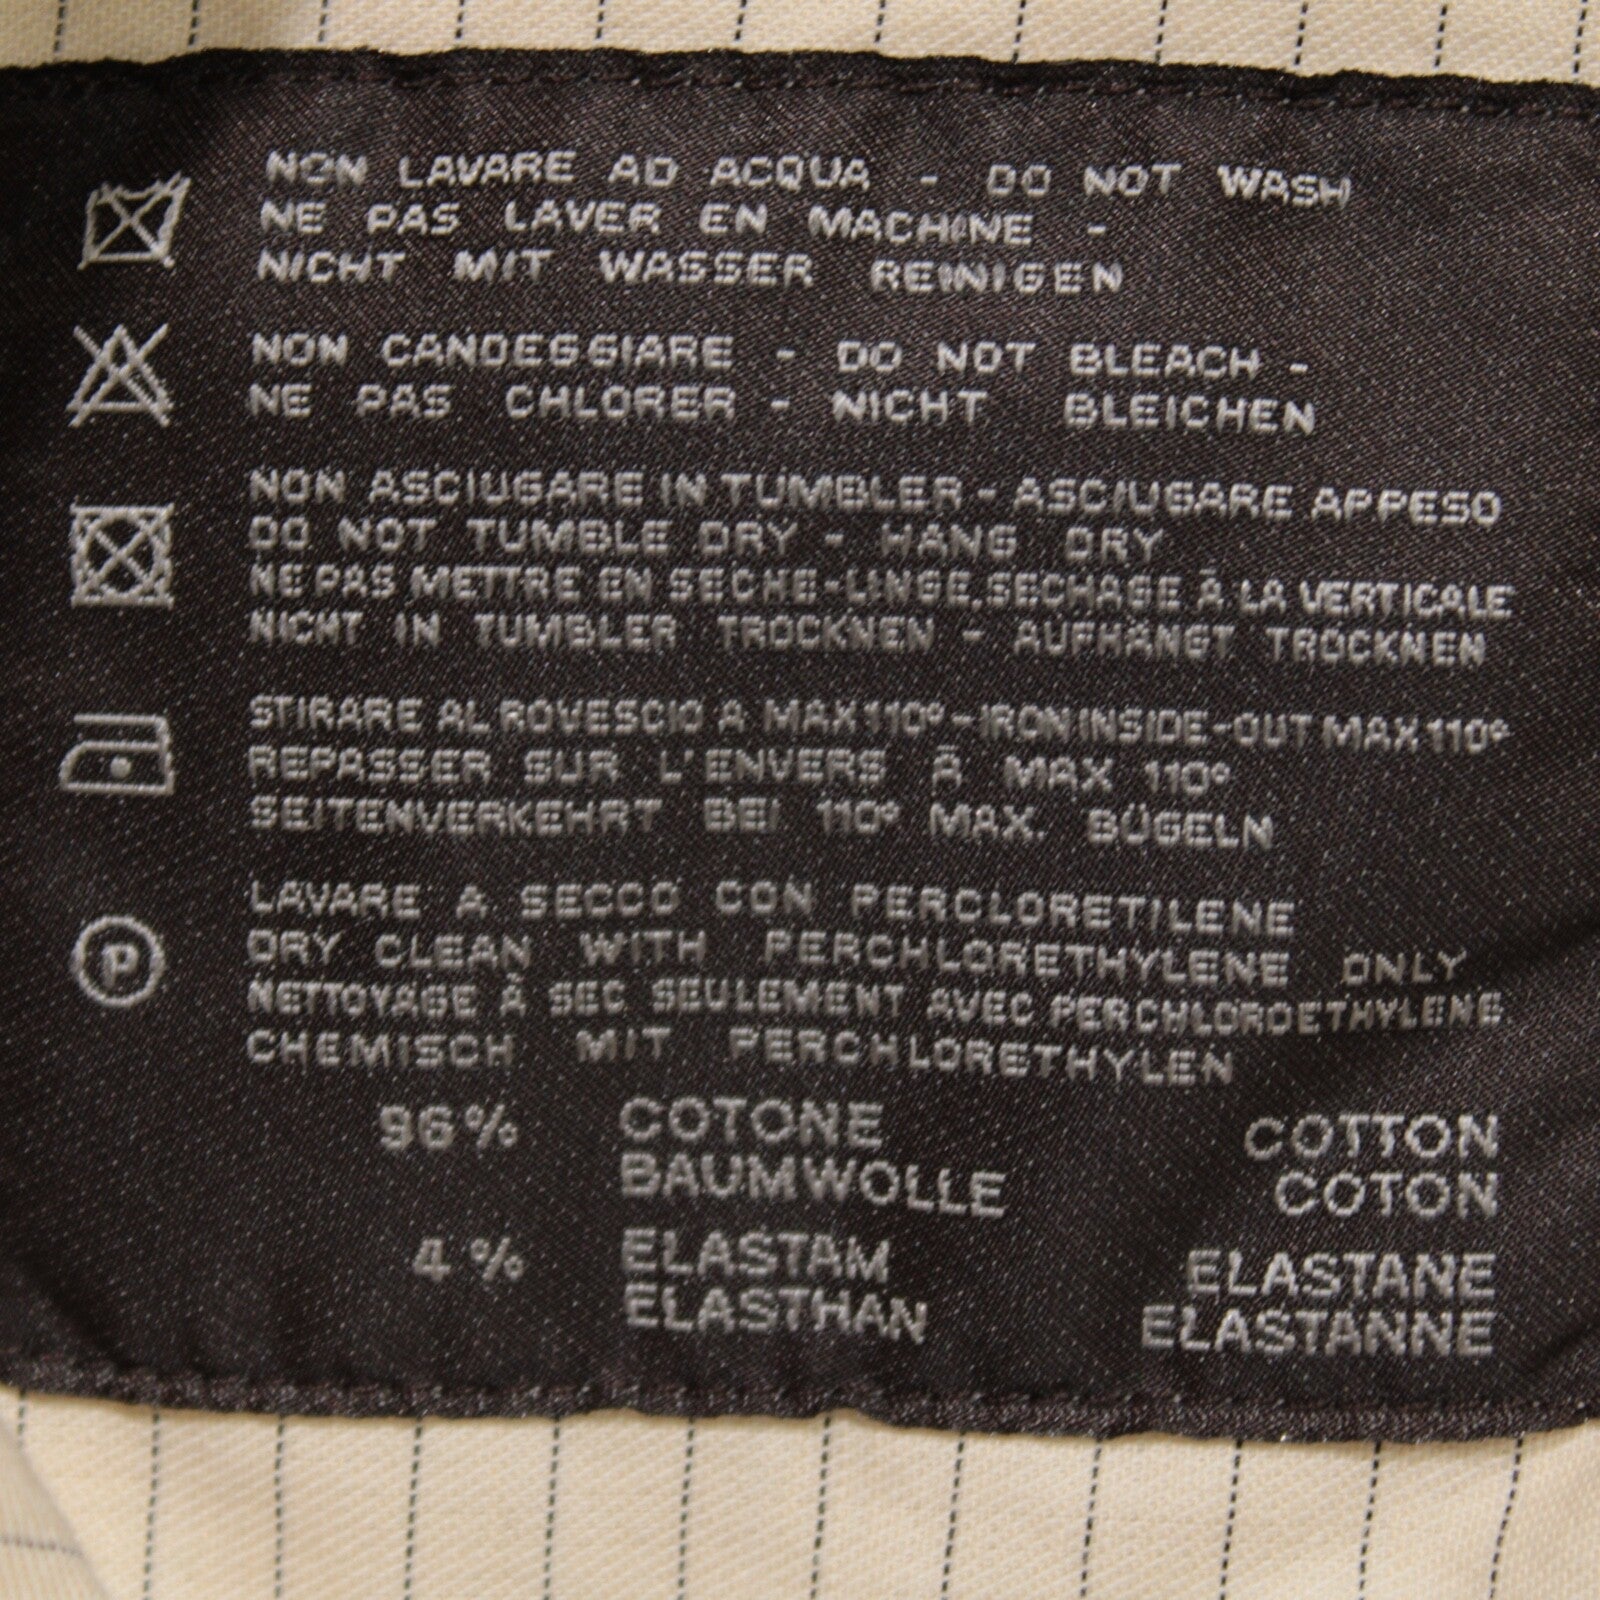 NON LAVARE AD ACQUA - DO NOT WASH
NE PAS LAVER EN MACHINE -
NICHT MIT WASSER REINIGEN
NON CANDEGGIARE - DO NOT BLEACH -
NE PAS CHLORER - NICHT BLEICHEN
NON ASCIUGARE IN TUMBLER - ASCIUGARE APPESO
DO NOT TUMBLE DRY - HANG DRY
NE PAS METTRE EN SECHE-LINGE, SECHAGE À LA VERTICALE
NICHT IN TUMBLER TROCKNEN - AUFHÄNGT TROCKNEN
STIRARE AL ROVESCIO A MAX 110° - IRON INSIDE-OUT MAX 110°
REPASSER SUR L'ENVERS À MAX 110°
SEITENVERKEHRT BEI 110° MAX. BÜGELN
LAVARE A SECCO CON PERCLORETILENE
P DRY CLEAN WITH PERCHLORETHYLENE ONLY
NETTOYAGE À SEC SEULEMENT AVEC PERCHLOROETHYLENE
CHEMISCH MIT PERCHLORETHYLEN
96% COTONE COTTON
BAUMWOLLE COTON
4% ELASTAM ELASTANE
ELASTHAN ELASTANNE